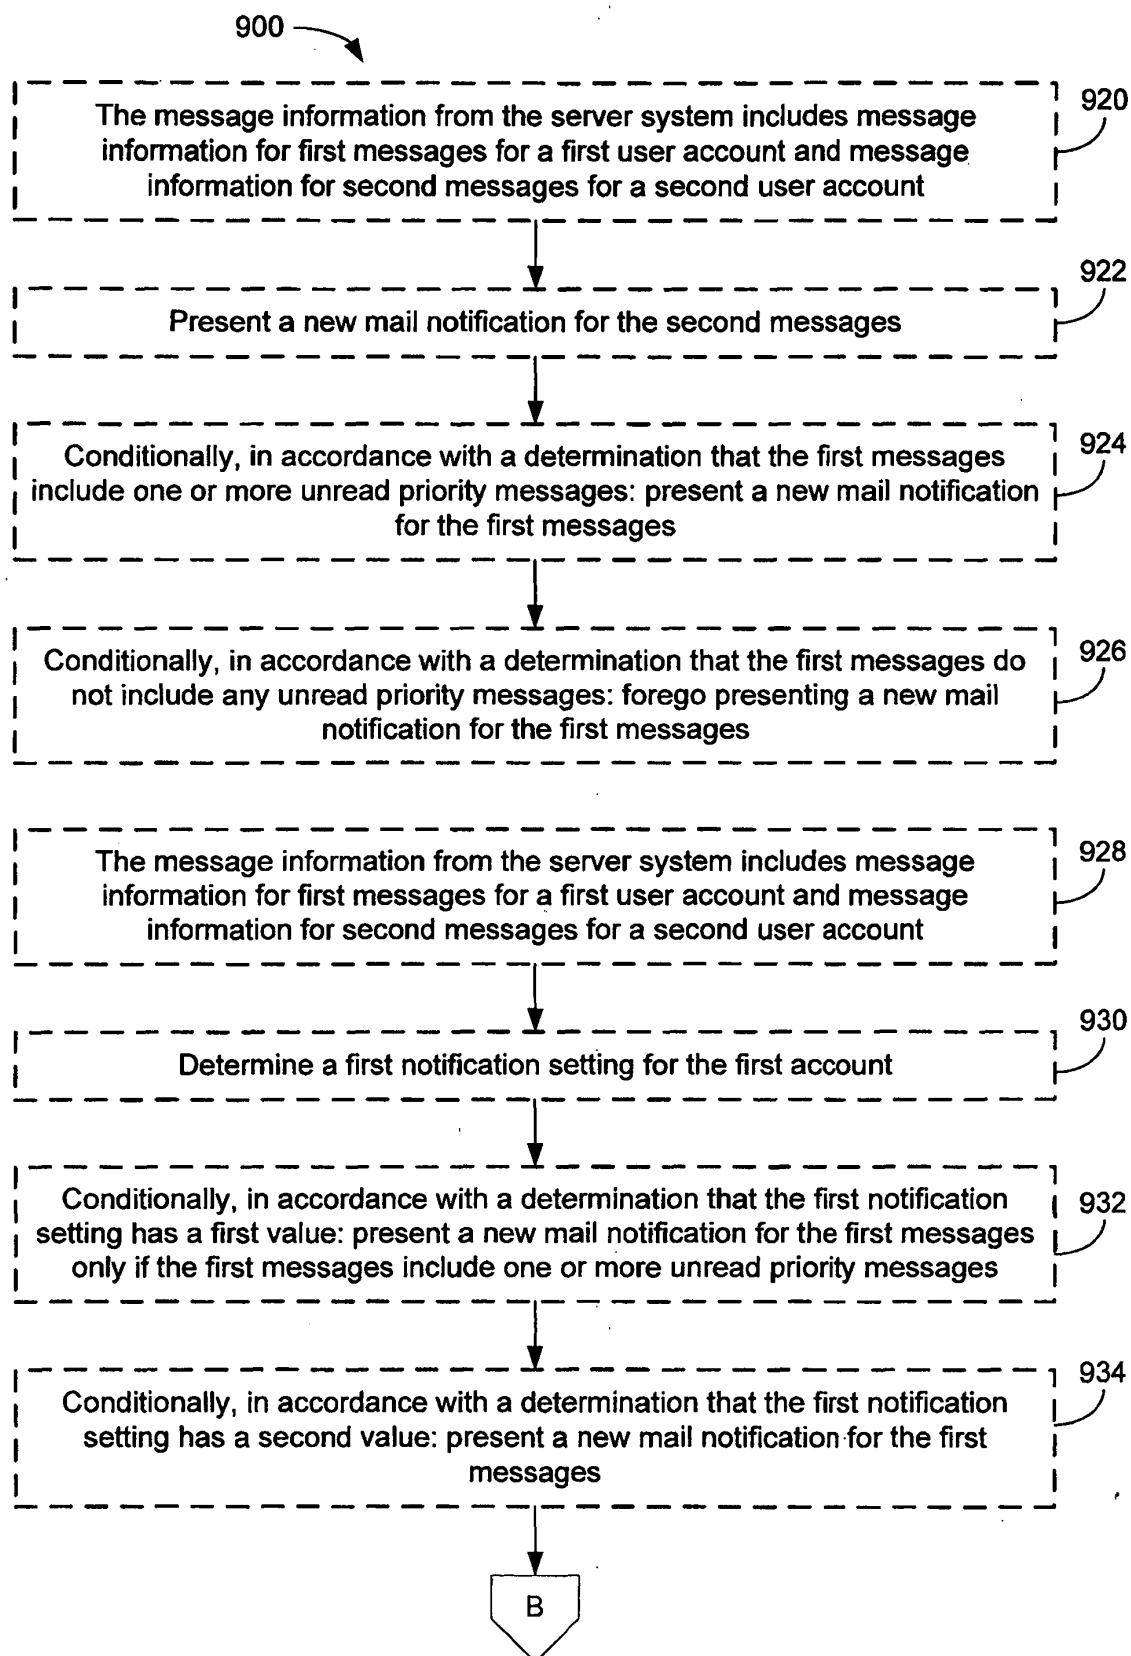 900
920
The message information from the server system includes message
information for first messages for a first user account and message
information for second messages for a second user account
922
Present a new mail notification for the second messages
924
Conditionally, in accordance with a determination that the first messages
include one or more unread priority messages: present a new mail notification
for the first messages
926
Conditionally, in accordance with a determination that the first messages do
not include any unread priority messages: forego presenting a new mail
notification for the first messages
928
The message information from the server system includes message
information for first messages for a first user account and message
information for second messages for a second user account
930
Determine a first notification setting for the first account
932
Conditionally, in accordance with a determination that the first notification
setting has a first value: present a new mail notification for the first messages
only if the first messages include one or more unread priority messages
934
Conditionally, in accordance with a determination that the first notification
setting has a second value: present a new mail notification for the first
messages
B